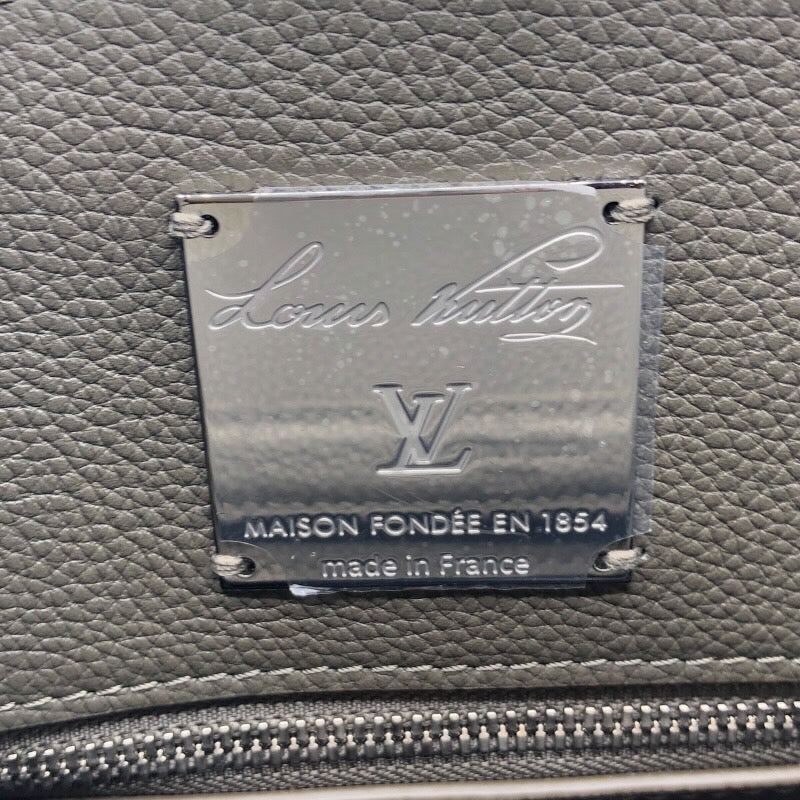 Louis Vuitton
LV
MAISON FONDÉE EN 1854
made in France